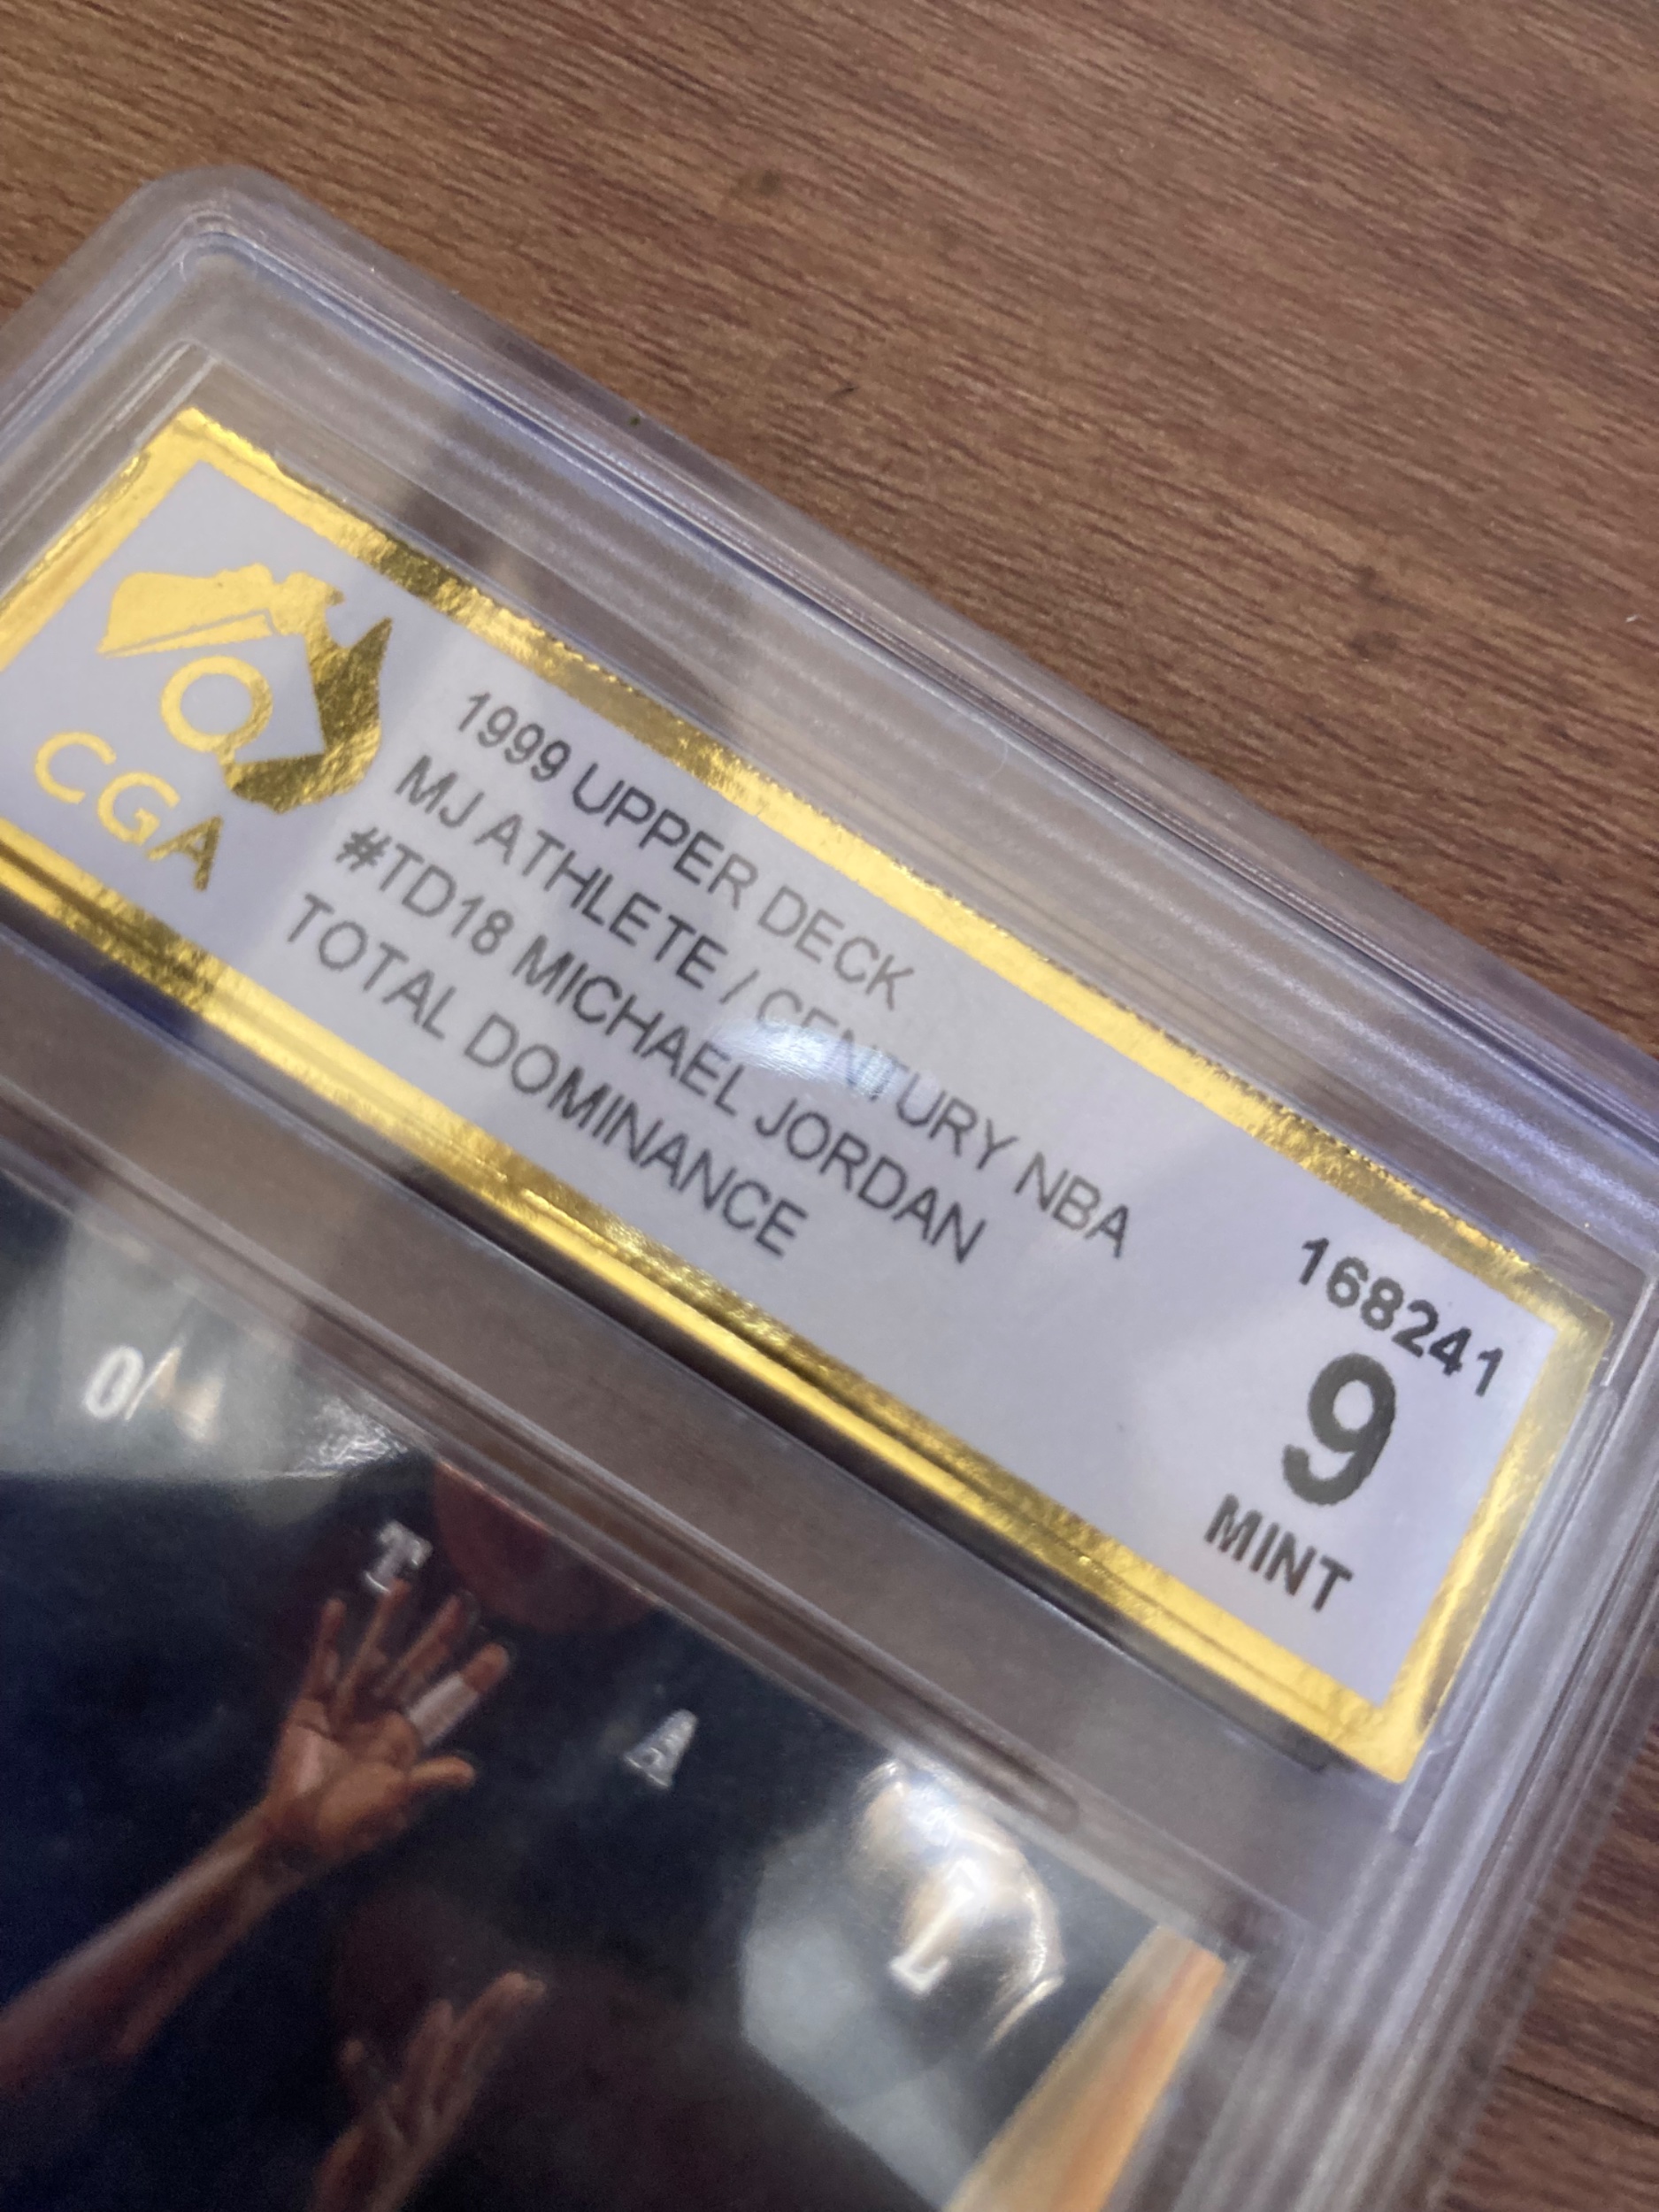 CGA
1999 UPPER DECK
MJ ATHLETE / CENTURY NBA
#TD18 MICHAEL JORDAN
TOTAL DOMINANCE
168241
9
MINT
T
A
L